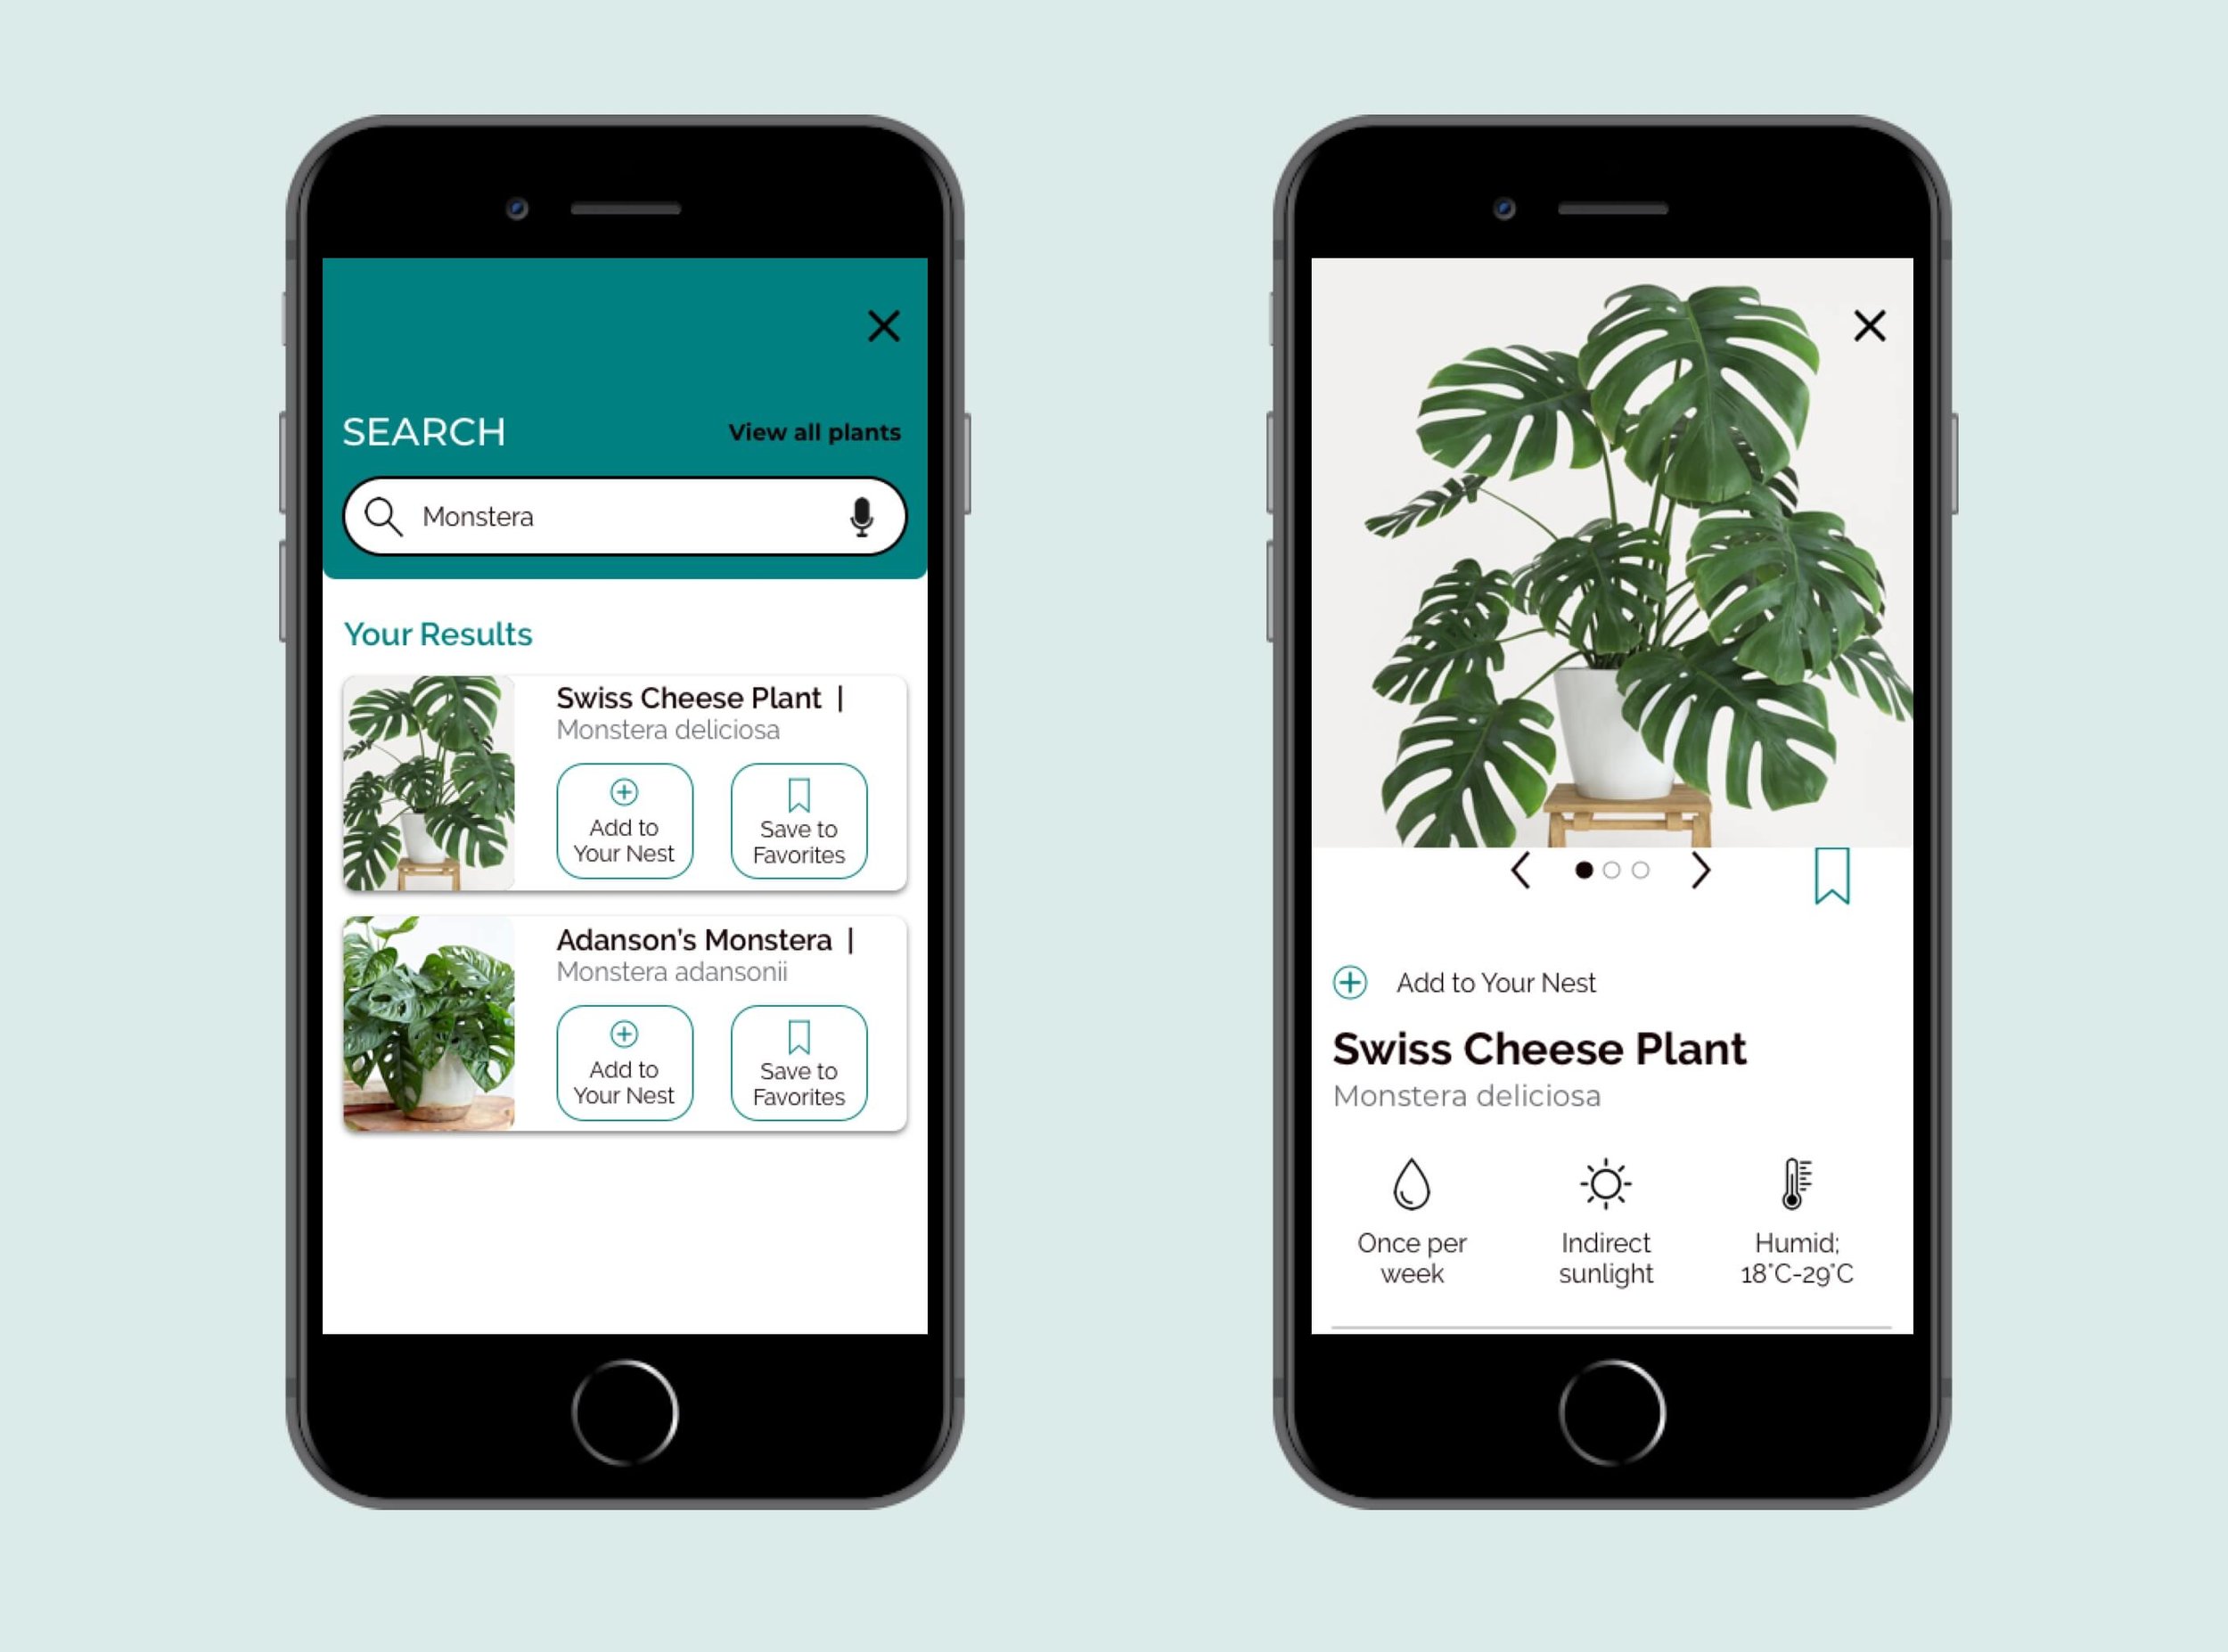 SEARCH
View all plants
Monstera
Your Results
Swiss Cheese Plant |
Monstera deliciosa
Add to
Your Nest
Save to
Favorites
Adanson's Monstera |
Monstera adansonii
Add to
Your Nest
Save to
Favorites
Add to Your Nest
Swiss Cheese Plant
Monstera deliciosa
Once per
week
Indirect
sunlight
Humid;
18°C-29°C